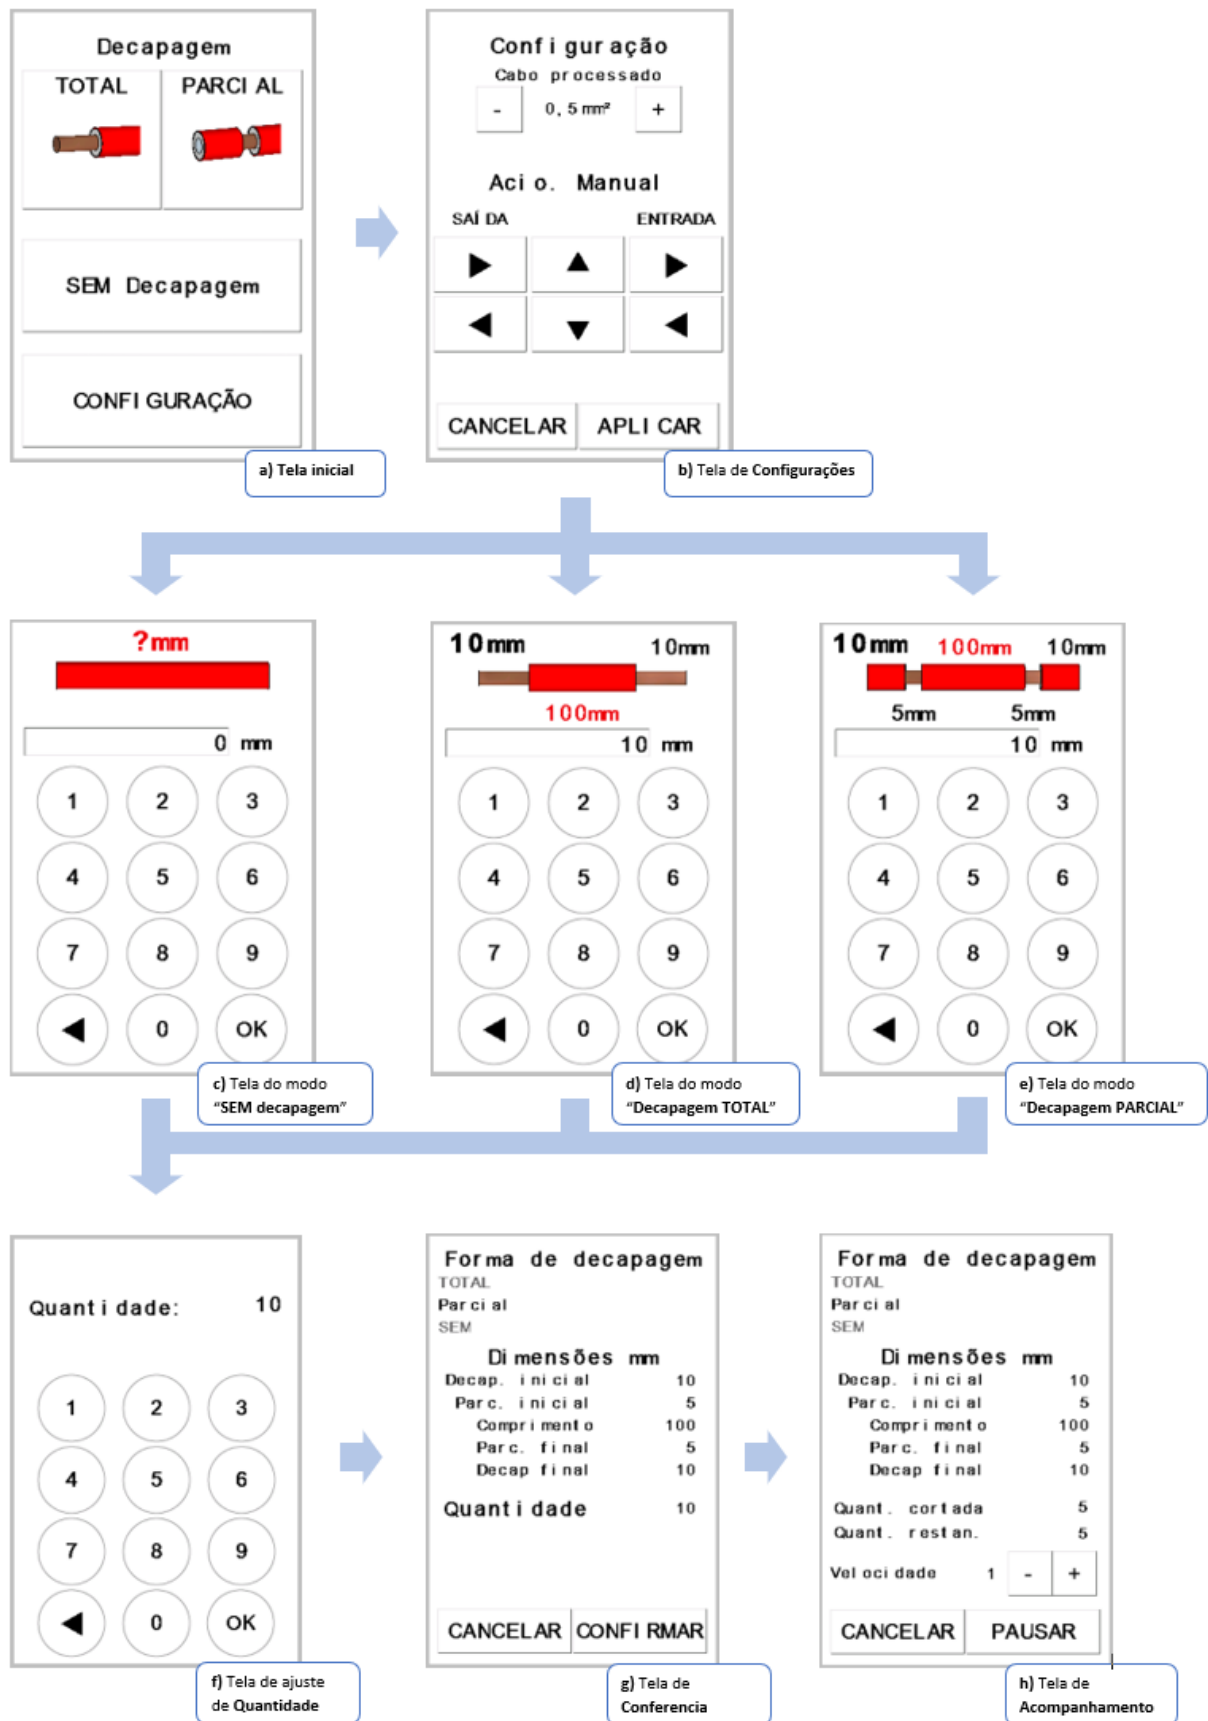 Decapagem
TOTAL
PARCIAL
SEM Decapagem
CONFIGURAÇÃO
a) Tela inicial
Configuração
Cabo processado
- 0,5mm² +
Acio. Manual
SAÍDA ENTRADA
CANCELAR APLICAR
b) Tela de Configurações
?mm
0 mm
1 2 3
4 5 6
7 8 9
0 OK
c) Tela do modo
“SEM decapagem”
10mm 10mm
100mm
10 mm
1 2 3
4 5 6
7 8 9
0 OK
d) Tela do modo
“Decapagem TOTAL”
10mm 100mm 10mm
5mm 5mm
10 mm
1 2 3
4 5 6
7 8 9
0 OK
e) Tela do modo
“Decapagem PARCIAL”
Quantidade: 10
1 2 3
4 5 6
7 8 9
0 OK
f) Tela de ajuste
de Quantidade
Forma de decapagem
TOTAL
Parcial
SEM
Dimensões mm
Decap. inicial 10
Parc. inicial 5
Comprimento 100
Parc. final 5
Decap final 10
Quantidade 10
CANCELAR CONFIRMAR
g) Tela de
Conferencia
Forma de decapagem
TOTAL
Parcial
SEM
Dimensões mm
Decap. inicial 10
Parc. inicial 5
Comprimento 100
Parc. final 5
Decap final 10
Quant. cortada 5
Quant. restan. 5
Velocidade 1 - +
CANCELAR PAUSAR
h) Tela de
Acompanhamento